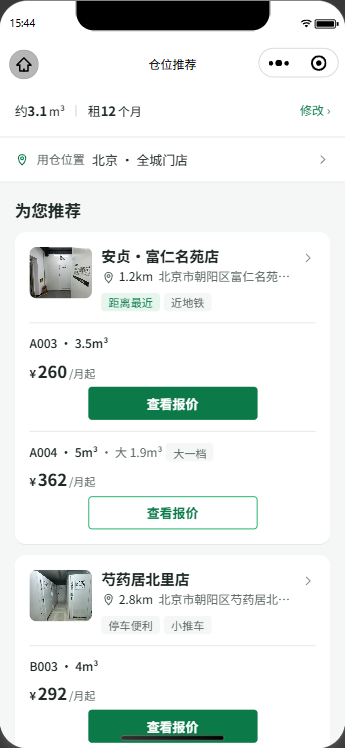 15:44
仓位推荐
约3.1m³ 租12个月 修改 ›
用仓位置 北京 · 全城门店
为您推荐
安贞·富仁名苑店
1.2km 北京市朝阳区富仁名苑…
距离最近 近地铁
A003 · 3.5m³
¥260/月起
查看报价
A004 · 5m³ · 大 1.9m³ 大一档
¥362/月起
查看报价
芍药居北里店
2.8km 北京市朝阳区芍药居北…
停车便利 小推车
B003 · 4m³
¥292/月起
查看报价